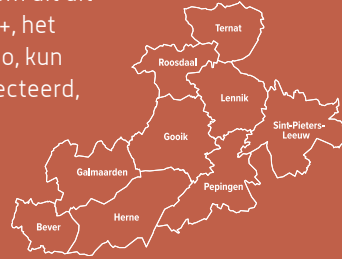 +, het
o, kun
ecteerd,
Ternat
Roosdaal
Lennik
Sint-Pieters-
Leeuw
Gooik
Galmaarden
Pepingen
Herne
Bever